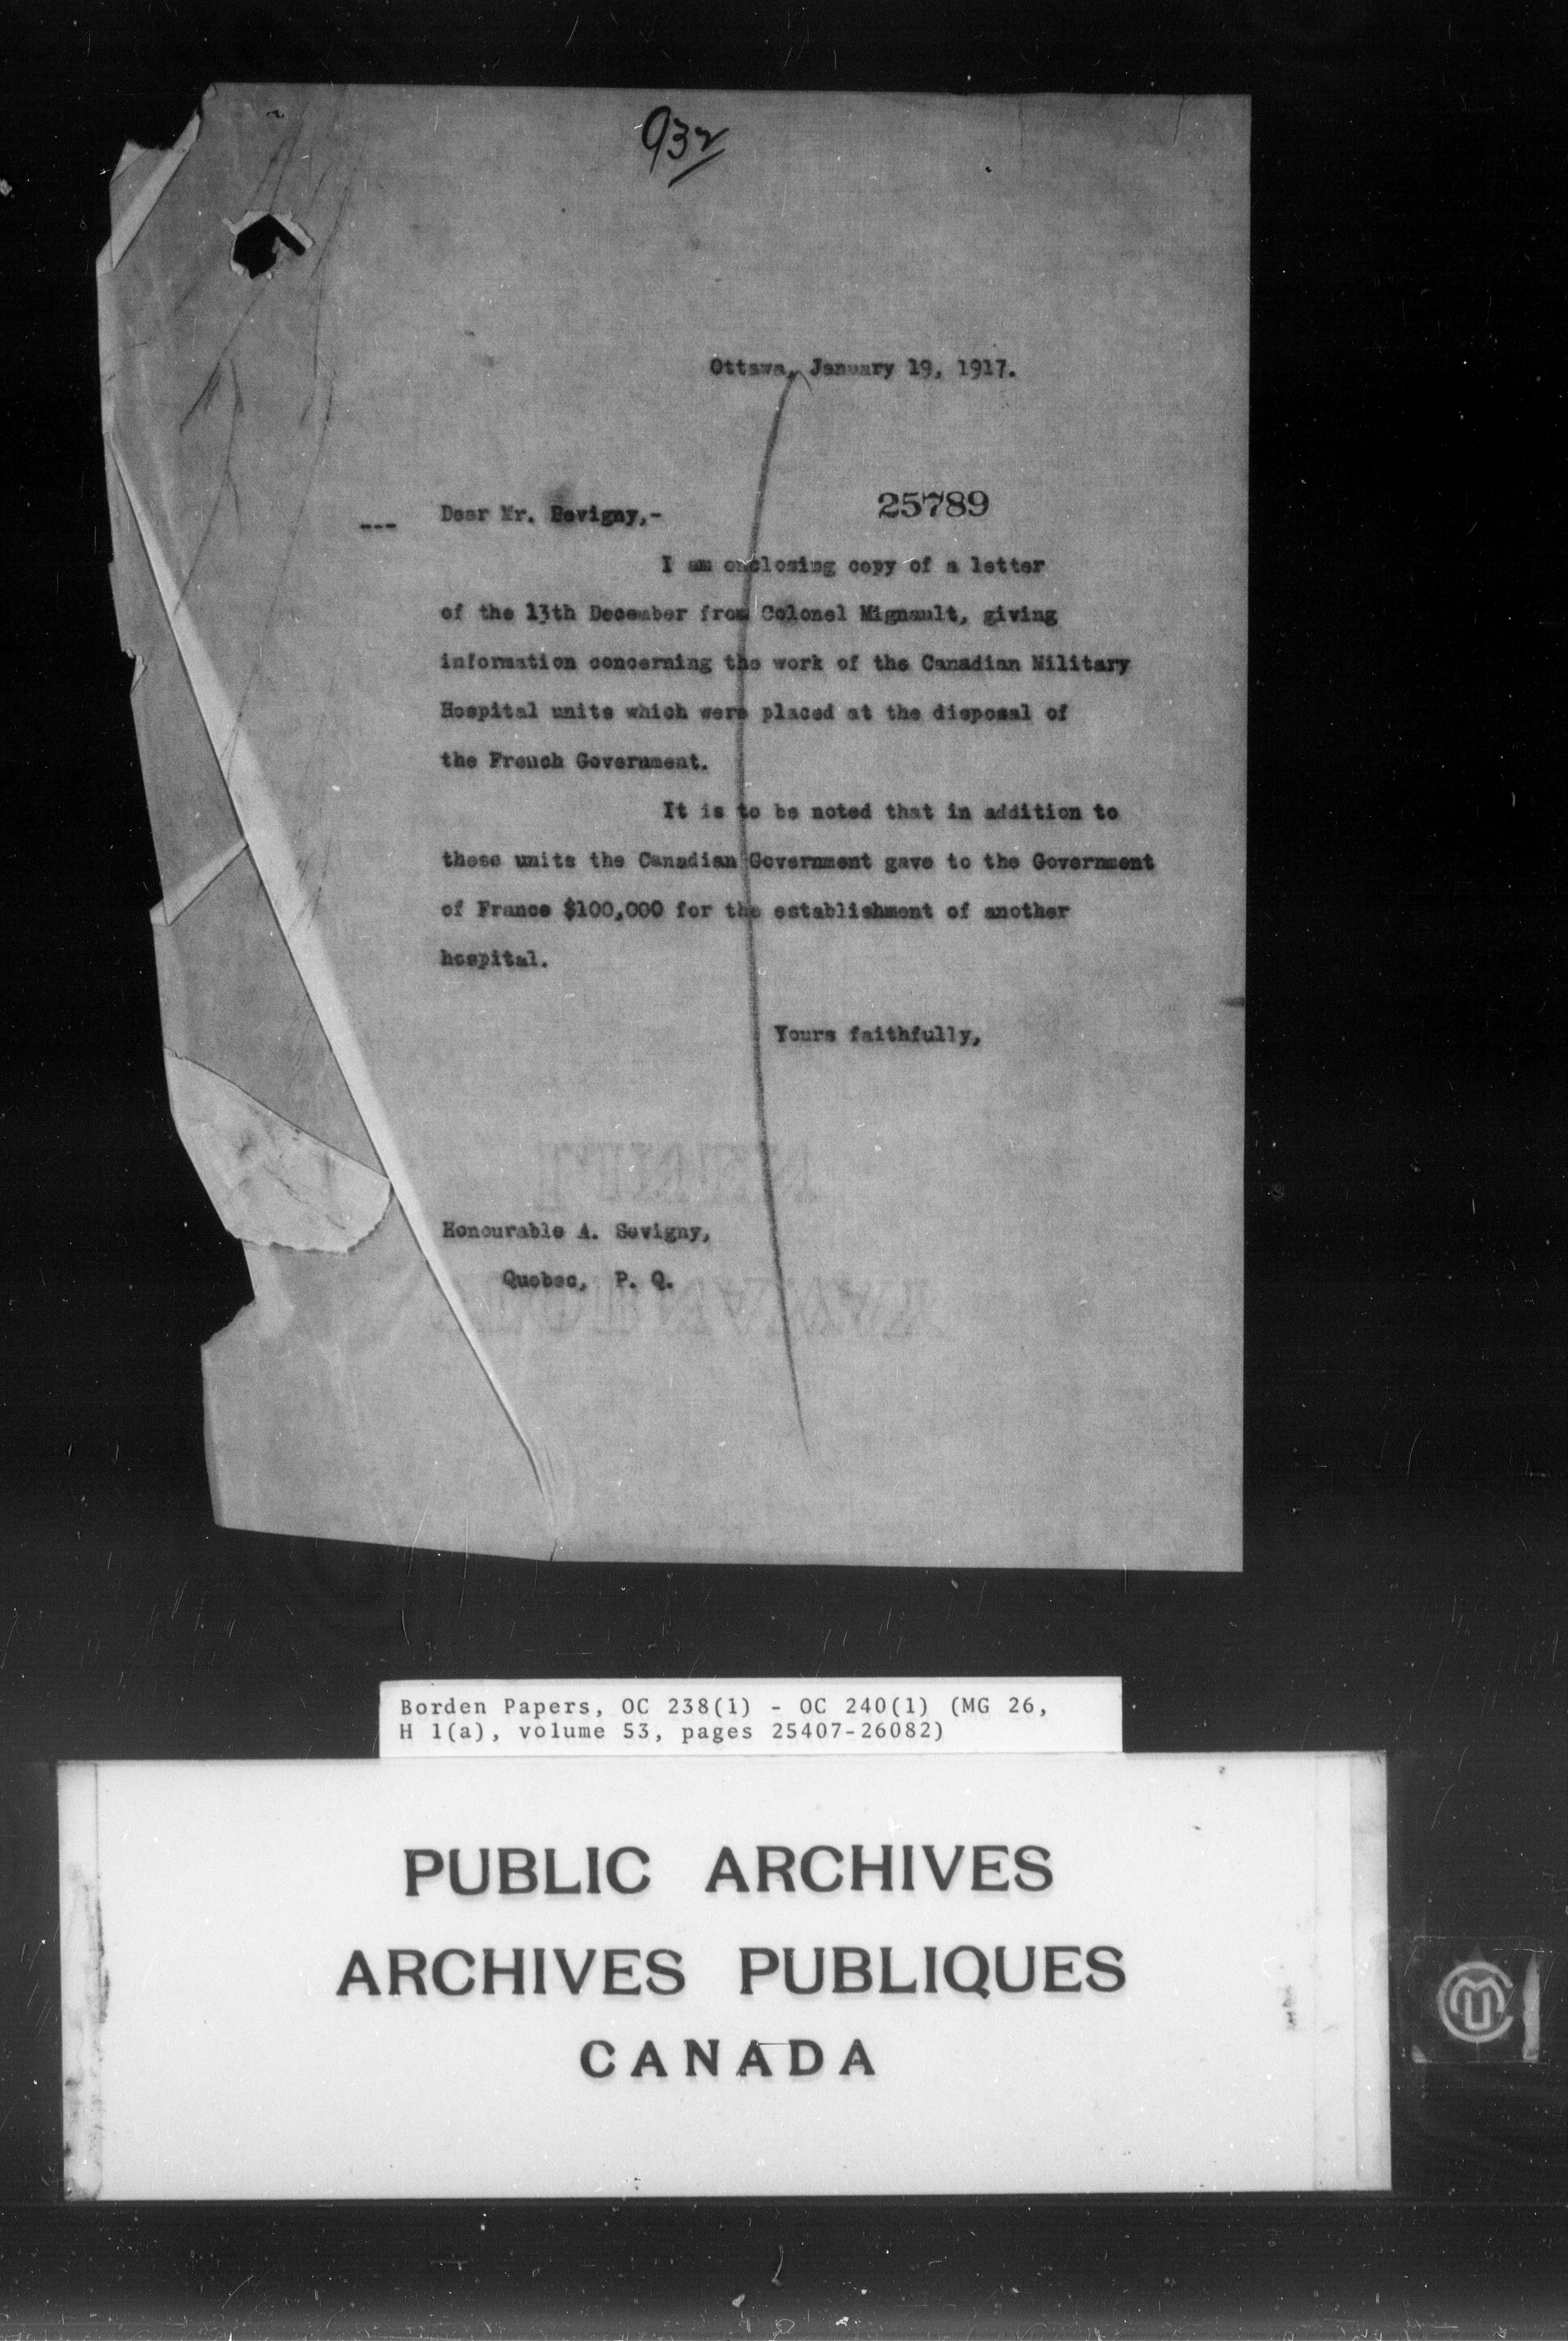 932
Ottawa, January 19, 1917.
25789
--- Dear Mr. Sevigny,-
I am enclosing copy of a letter
of the 13th December from Colonel Mignault, giving
information concerning the work of the Canadian Military
Hospital units which were placed at the disposal of
the French Government.
It is to be noted that in addition to
these units the Canadian Government gave to the Government
of France $100,000 for the establishment of another
hospital.
Yours faithfully,
Honourable A. Sevigny,
Quebec, P. Q.
Borden Papers, OC 238(1) - OC 240(1) (MG 26,
H 1(a), volume 53, pages 25407-26082)
PUBLIC ARCHIVES
ARCHIVES PUBLIQUES
CANADA